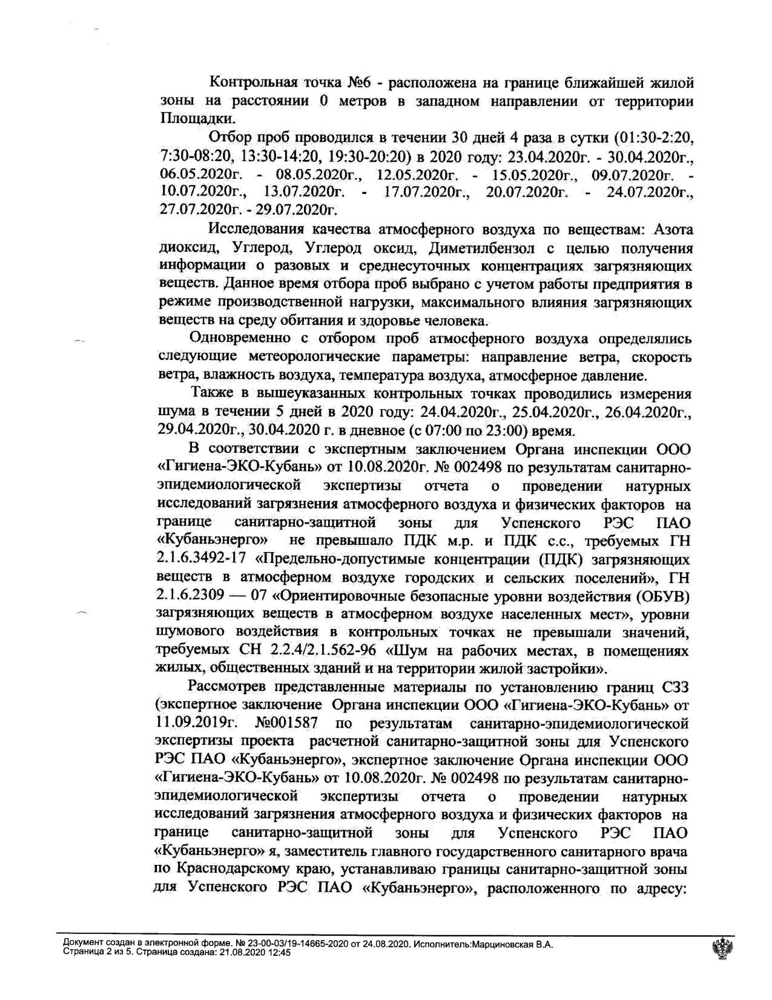 Контрольная точка №6 - расположена на границе ближайшей жилой
зоны на расстоянии 0 метров в западном направлении от территории
Площадки.
Отбор проб проводился в течении 30 дней 4 раза в сутки (01:30-2:20,
7:30-08:20, 13:30-14:20, 19:30-20:20) в 2020 году: 23.04.2020г. - 30.04.2020г.,
06.05.2020г. - 08.05.2020г., 12.05.2020г. - 15.05.2020г., 09.07.2020г. -
10.07.2020г., 13.07.2020г. - 17.07.2020г., 20.07.2020г. - 24.07.2020г.,
27.07.2020г. - 29.07.2020г.
Исследования качества атмосферного воздуха по веществам: Азота
диоксид, Углерод, Углерод оксид, Диметилбензол с целью получения
информации о разовых и среднесуточных концентрациях загрязняющих
веществ. Данное время отбора проб выбрано с учетом работы предприятия в
режиме производственной нагрузки, максимального влияния загрязняющих
веществ на среду обитания и здоровье человека.
Одновременно с отбором проб атмосферного воздуха определялись
следующие метеорологические параметры: направление ветра, скорость
ветра, влажность воздуха, температура воздуха, атмосферное давление.
Также в вышеуказанных контрольных точках проводились измерения
шума в течении 5 дней в 2020 году: 24.04.2020г., 25.04.2020г., 26.04.2020г.,
29.04.2020г., 30.04.2020 г. в дневное (с 07:00 по 23:00) время.
В соответствии с экспертным заключением Органа инспекции ООО
«Гигиена-ЭКО-Кубань» от 10.08.2020г. № 002498 по результатам санитарно-
эпидемиологической экспертизы отчета о проведении натурных
исследований загрязнения атмосферного воздуха и физических факторов на
границе санитарно-защитной зоны для Успенского РЭС ПАО
«Кубаньэнерго» не превышало ПДК м.р. и ПДК с.с., требуемых ГН
2.1.6.3492-17 «Предельно-допустимые концентрации (ПДК) загрязняющих
веществ в атмосферном воздухе городских и сельских поселений», ГН
2.1.6.2309 — 07 «Ориентировочные безопасные уровни воздействия (ОБУВ)
загрязняющих веществ в атмосферном воздухе населенных мест», уровни
шумового воздействия в контрольных точках не превышали значений,
требуемых СН 2.2.4/2.1.562-96 «Шум на рабочих местах, в помещениях
жилых, общественных зданий и на территории жилой застройки».
Рассмотрев представленные материалы по установлению границ СЗЗ
(экспертное заключение Органа инспекции ООО «Гигиена-ЭКО-Кубань» от
11.09.2019г. №001587 по результатам санитарно-эпидемиологической
экспертизы проекта расчетной санитарно-защитной зоны для Успенского
РЭС ПАО «Кубаньэнерго», экспертное заключение Органа инспекции ООО
«Гигиена-ЭКО-Кубань» от 10.08.2020г. № 002498 по результатам санитарно-
эпидемиологической экспертизы отчета о проведении натурных
исследований загрязнения атмосферного воздуха и физических факторов на
границе санитарно-защитной зоны для Успенского РЭС ПАО
«Кубаньэнерго» я, заместитель главного государственного санитарного врача
по Краснодарскому краю, устанавливаю границы санитарно-защитной зоны
для Успенского РЭС ПАО «Кубаньэнерго», расположенного по адресу:
Документ создан в электронной форме. № 23-00-03/19-14665-2020 от 24.08.2020. Исполнитель:Марциновская В.А.
Страница 2 из 5. Страница создана: 21.08.2020 12:45